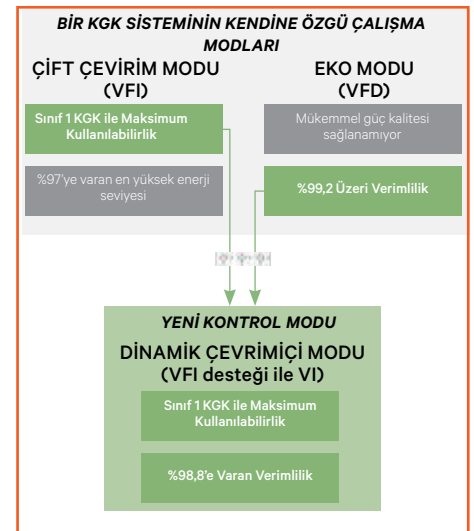 BİR KGK SİSTEMİNİN KENDİNE ÖZGÜ ÇALIŞMA
MODLARI
ÇİFT ÇEVİRİM MODU
(VFI)
Sınıf 1 KGK ile Maksimum
Kullanılabilirlik
%97'ye varan en yüksek enerji
seviyesi
EKO MODU
(VFD)
Mükemmel güç kalitesi
sağlanamıyor
%99,2 Üzeri Verimlilik
YENİ KONTROL MODU
DİNAMİK ÇEVRİMİÇİ MODU
(VFI desteği ile VI)
Sınıf 1 KGK ile Maksimum
Kullanılabilirlik
%98,8'e Varan Verimlilik